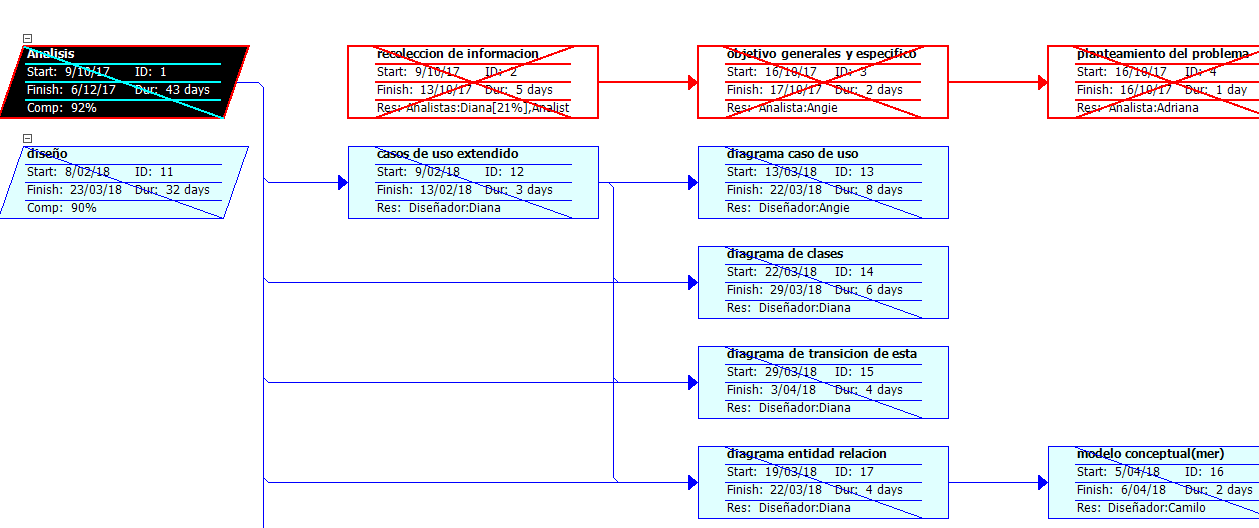 Analisis
Start: 9/10/17 ID: 1
Finish: 6/12/17 Dur: 43 days
Comp: 92%
recoleccion de informacion
Start: 9/10/17 ID: 2
Finish: 13/10/17 Dur: 5 days
Res: Analistas:Diana[21%],Analist
objetivo generales y especifico
Start: 16/10/17 ID: 3
Finish: 17/10/17 Dur: 2 days
Res: Analista:Angie
planteamiento del problema
Start: 16/10/17 ID: 4
Finish: 16/10/17 Dur: 1 day
Res: Analista:Adriana
diseño
Start: 8/02/18 ID: 11
Finish: 23/03/18 Dur: 32 days
Comp: 90%
casos de uso extendido
Start: 9/02/18 ID: 12
Finish: 13/02/18 Dur: 3 days
Res: Diseñador:Diana
diagrama caso de uso
Start: 13/03/18 ID: 13
Finish: 22/03/18 Dur: 8 days
Res: Diseñador:Angie
diagrama de clases
Start: 22/03/18 ID: 14
Finish: 29/03/18 Dur: 6 days
Res: Diseñador:Diana
diagrama de transicion de esta
Start: 29/03/18 ID: 15
Finish: 3/04/18 Dur: 4 days
Res: Diseñador:Diana
diagrama entidad relacion
Start: 19/03/18 ID: 17
Finish: 22/03/18 Dur: 4 days
Res: Diseñador:Diana
modelo conceptual(mer)
Start: 5/04/18 ID: 16
Finish: 6/04/18 Dur: 2 days
Res: Diseñador:Camilo